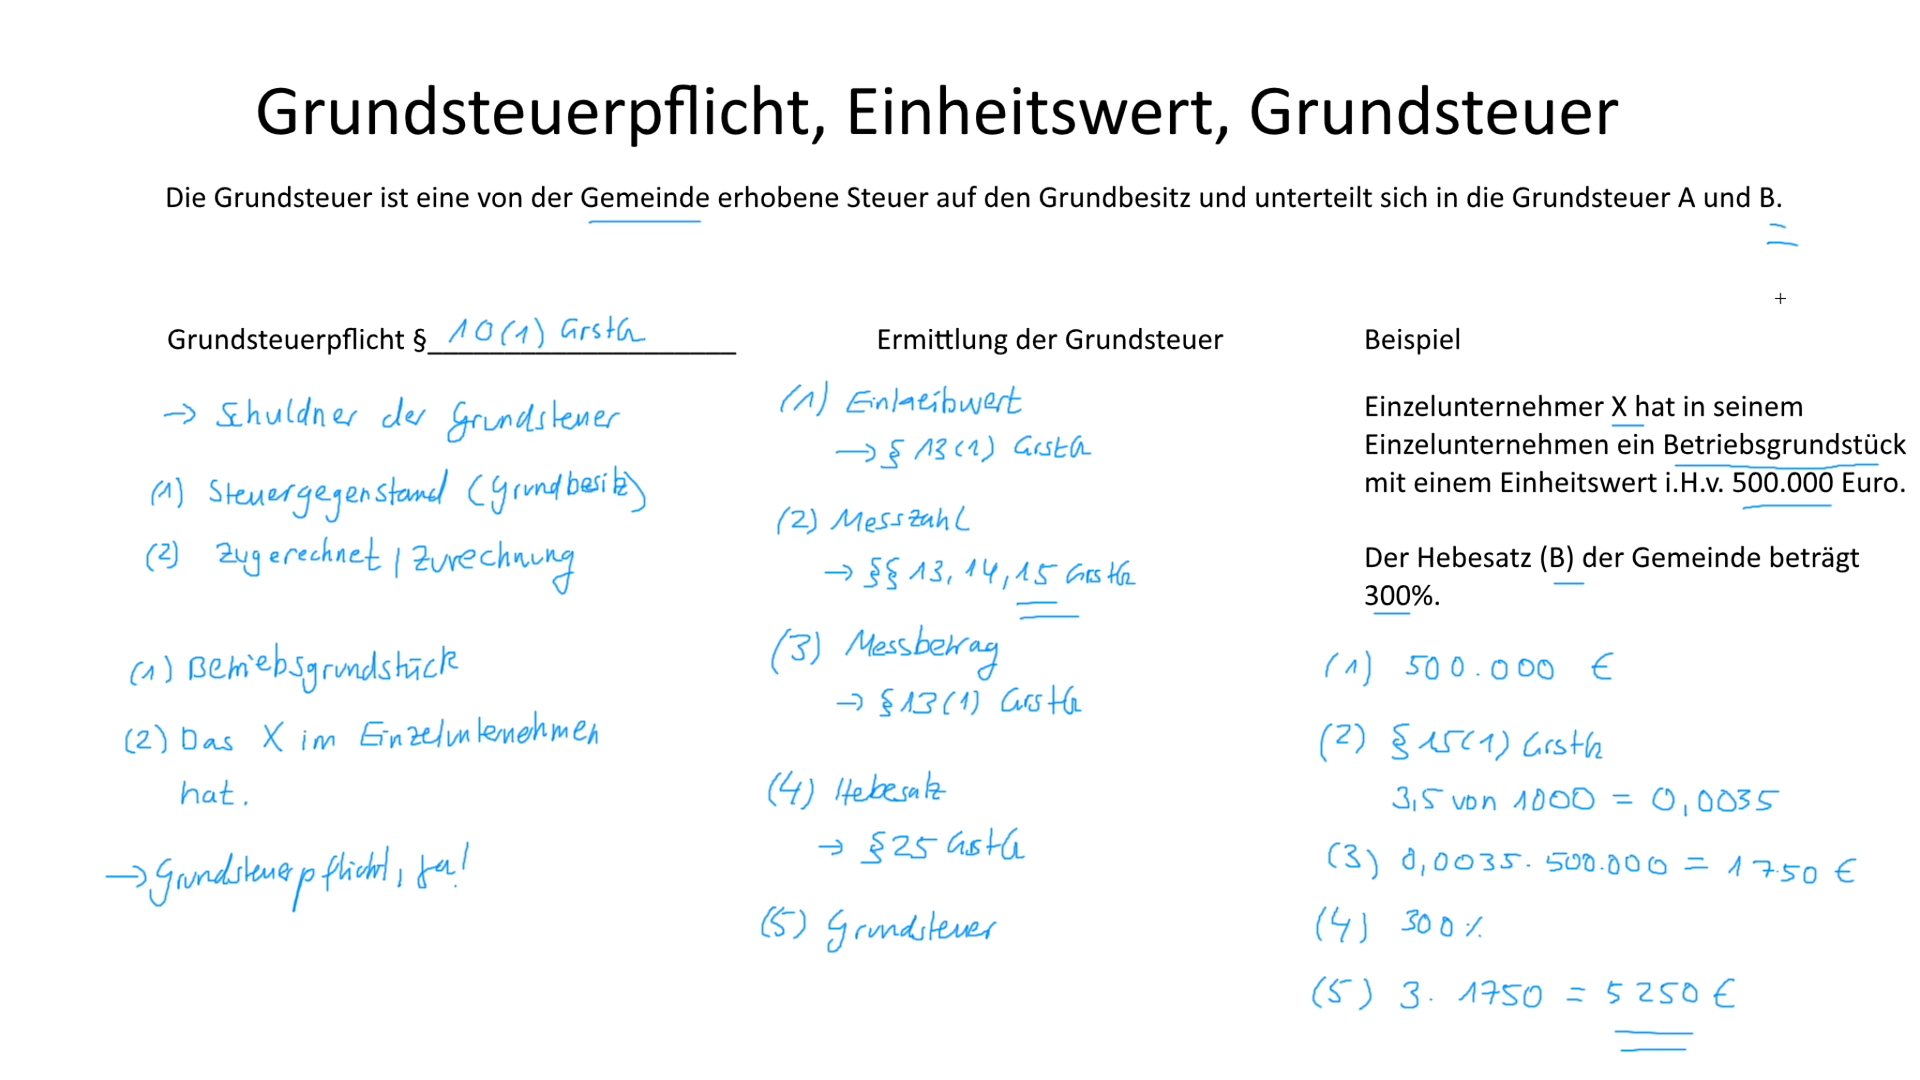 Grundsteuerpflicht, Einheitswert, Grundsteuer
Die Grundsteuer ist eine von der Gemeinde erhobene Steuer auf den Grundbesitz und unterteilt sich in die Grundsteuer A und B.
Grundsteuerpflicht §10(1) GrStG
→ Schuldner der Grundsteuer
(1) Steuergegenstand (Grundbesitz)
(2) Zugerechnet / Zurechnung
(1) Betriebsgrundstück
(2) Das X im Einzelunternehmen
hat.
→ Grundsteuerpflicht, ja!
Ermittlung der Grundsteuer
(1) Einheitswert
→ § 13(1) GrStG
(2) Messzahl
→ §§ 13, 14, 15 GrStG
(3) Messbetrag
→ § 13(1) GrStG
(4) Hebesatz
→ § 25 GrStG
(5) Grundsteuer
Beispiel
Einzelunternehmer X hat in seinem
Einzelunternehmen ein Betriebsgrundstück
mit einem Einheitswert i.H.v. 500.000 Euro.
Der Hebesatz (B) der Gemeinde beträgt
300%.
(1) 500.000 €
(2) § 15(1) GrStG
3,5 von 1000 = 0,0035
(3) 0,0035 · 500.000 = 1750 €
(4) 300 %
(5) 3 · 1750 = 5250 €